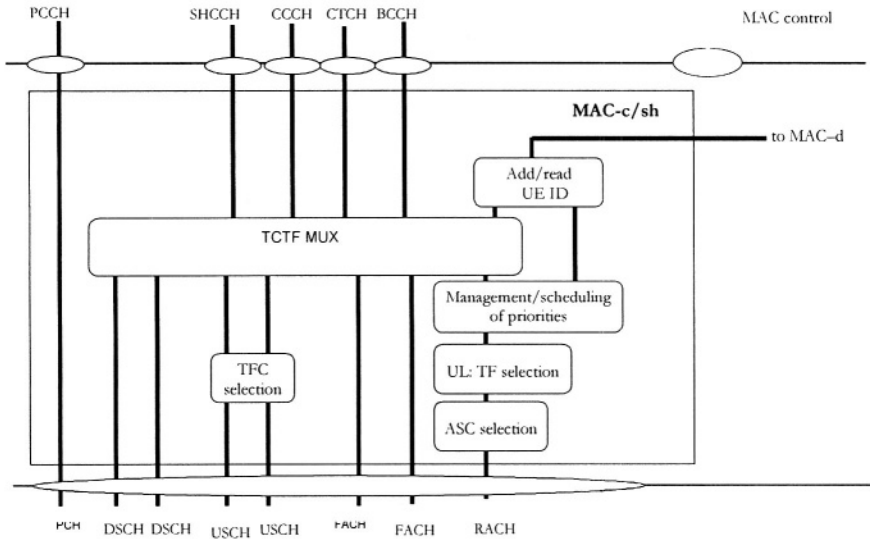 PCCH SHCCH CCCH CTCH BCCH MAC control
MAC-c/sh
to MAC–d
Add/read
UE ID
TCTF MUX
Management/scheduling
of priorities
TFC
selection
UL: TF selection
ASC selection
PCH DSCH DSCH USCH USCH FACH FACH RACH